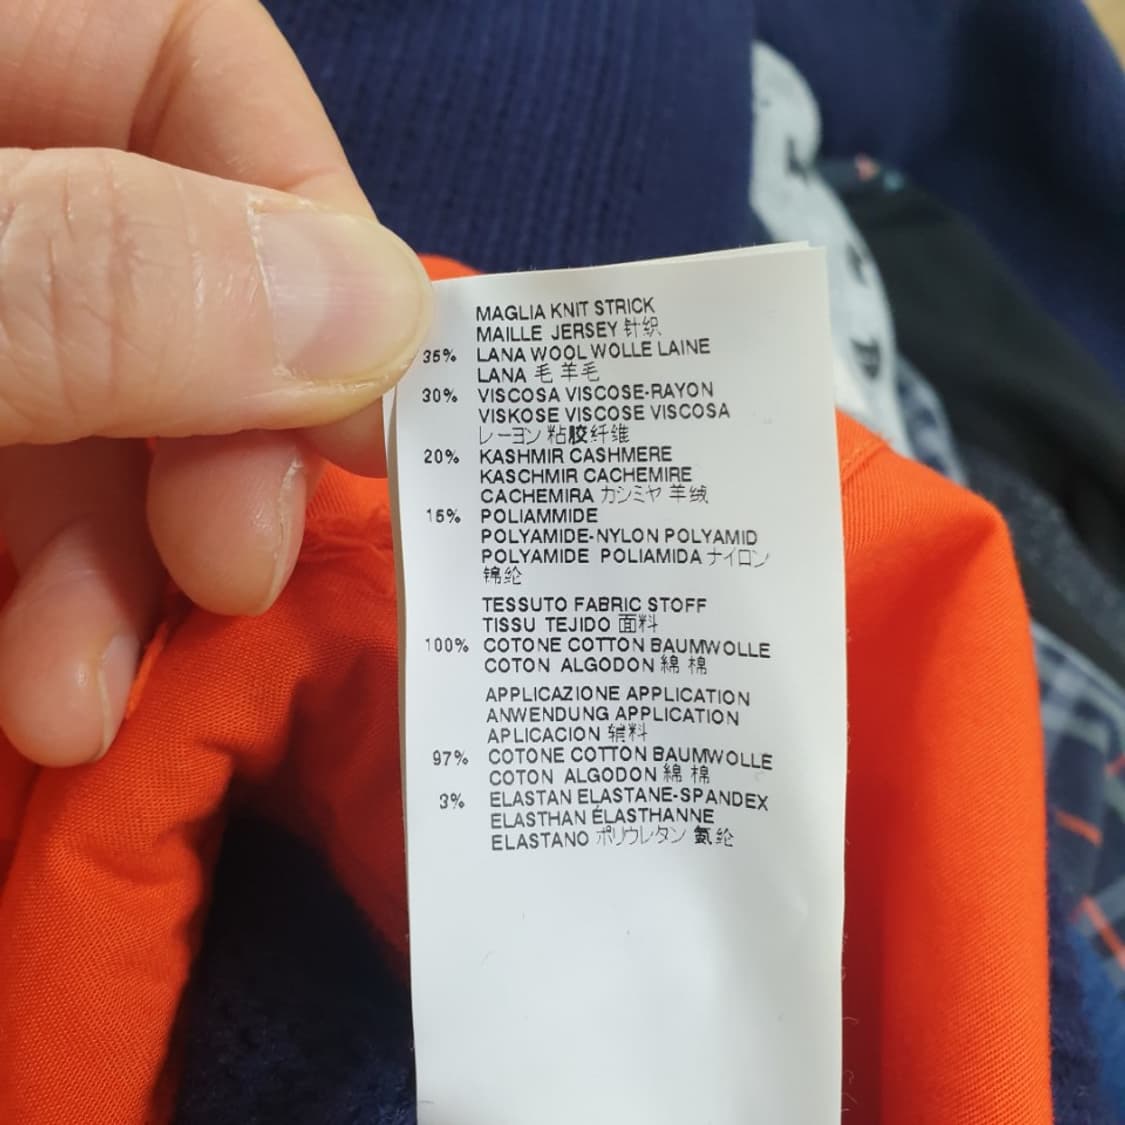 MAGLIA KNIT STRICK
MAILLE JERSEY 针织
35% LANA WOOL WOLLE LAINE
LANA 毛 羊毛
30% VISCOSA VISCOSE-RAYON
VISKOSE VISCOSE VISCOSA
レーヨン 粘胶纤维
20% KASHMIR CASHMERE
KASCHMIR CACHEMIRE
CACHEMIRA カシミヤ 羊绒
15% POLIAMMIDE
POLYAMIDE-NYLON POLYAMID
POLYAMIDE POLIAMIDA ナイロン
锦纶
TESSUTO FABRIC STOFF
TISSU TEJIDO 面料
100% COTONE COTTON BAUMWOLLE
COTON ALGODON 綿 棉
APPLICAZIONE APPLICATION
ANWENDUNG APPLICATION
APLICACION 辅料
97% COTONE COTTON BAUMWOLLE
COTON ALGODON 綿 棉
3% ELASTAN ELASTANE-SPANDEX
ELASTHAN ÉLASTHANNE
ELASTANO ポリウレタン 氨纶